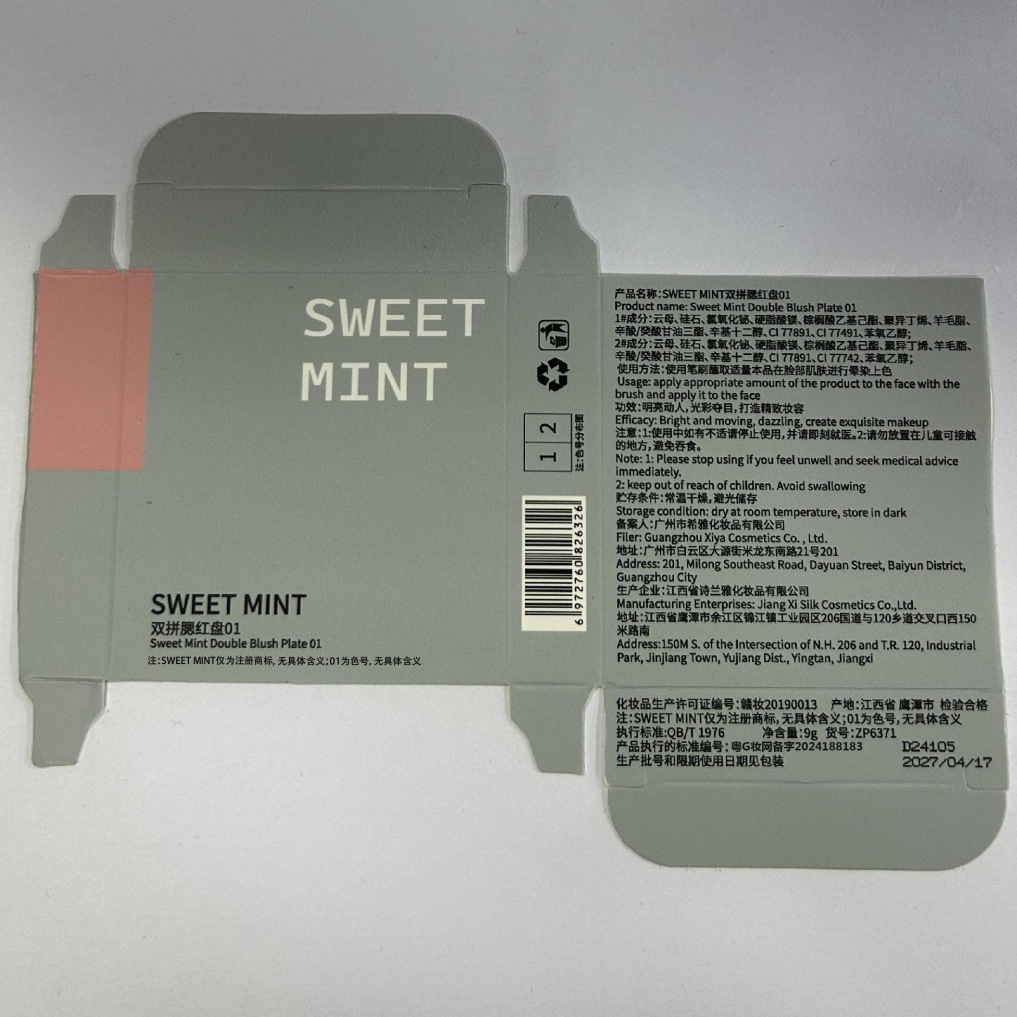 SWEET
MINT
SWEET MINT
双拼腮红盘01
Sweet Mint Double Blush Plate 01
注:SWEET MINT仅为注册商标, 无具体含义;01为色号, 无具体含义
1 2
注:色号分布图
6 972760 826326
产品名称:SWEET MINT双拼腮红盘01
Product name: Sweet Mint Double Blush Plate 01
1#成分:云母、硅石、氯氧化铋、硬脂酸镁、棕榈酸乙基己酯、聚异丁烯、羊毛脂、
辛酸/癸酸甘油三酯、辛基十二醇、CI 77891、CI 77491、苯氧乙醇;
2#成分:云母、硅石、氯氧化铋、硬脂酸镁、棕榈酸乙基己酯、聚异丁烯、羊毛脂、
辛酸/癸酸甘油三酯、辛基十二醇、CI 77891、CI 77742、苯氧乙醇;
使用方法:使用笔刷蘸取适量本品在脸部肌肤进行晕染上色
Usage: apply appropriate amount of the product to the face with the
brush and apply it to the face
功效:明亮动人,光彩夺目,打造精致妆容
Efficacy: Bright and moving, dazzling, create exquisite makeup
注意:1:使用中如有不适请停止使用,并请即刻就医。2:请勿放置在儿童可接触
的地方,避免吞食。
Note: 1: Please stop using if you feel unwell and seek medical advice
immediately.
2: keep out of reach of children. Avoid swallowing
贮存条件:常温干燥,避光储存
Storage condition: dry at room temperature, store in dark
备案人:广州市希雅化妆品有限公司
Filer: Guangzhou Xiya Cosmetics Co. , Ltd.
地址:广州市白云区大源街米龙东南路21号201
Address: 201, Milong Southeast Road, Dayuan Street, Baiyun District,
Guangzhou City
生产企业:江西省诗兰雅化妆品有限公司
Manufacturing Enterprises: Jiang Xi Silk Cosmetics Co.,Ltd.
地址:江西省鹰潭市余江区锦江镇工业园区206国道与120乡道交叉口西150
米路南
Address:150M S. of the Intersection of N.H. 206 and T.R. 120, Industrial
Park, Jinjiang Town, Yujiang Dist., Yingtan, Jiangxi
化妆品生产许可证编号:赣妆20190013 产地:江西省 鹰潭市 检验合格
注:SWEET MINT仅为注册商标,无具体含义;01为色号,无具体含义
执行标准:QB/T 1976 净含量:9g 货号:ZP6371
产品执行的标准编号:粤G妆网备字2024188183 D24105
生产批号和限期使用日期见包装 2027/04/17